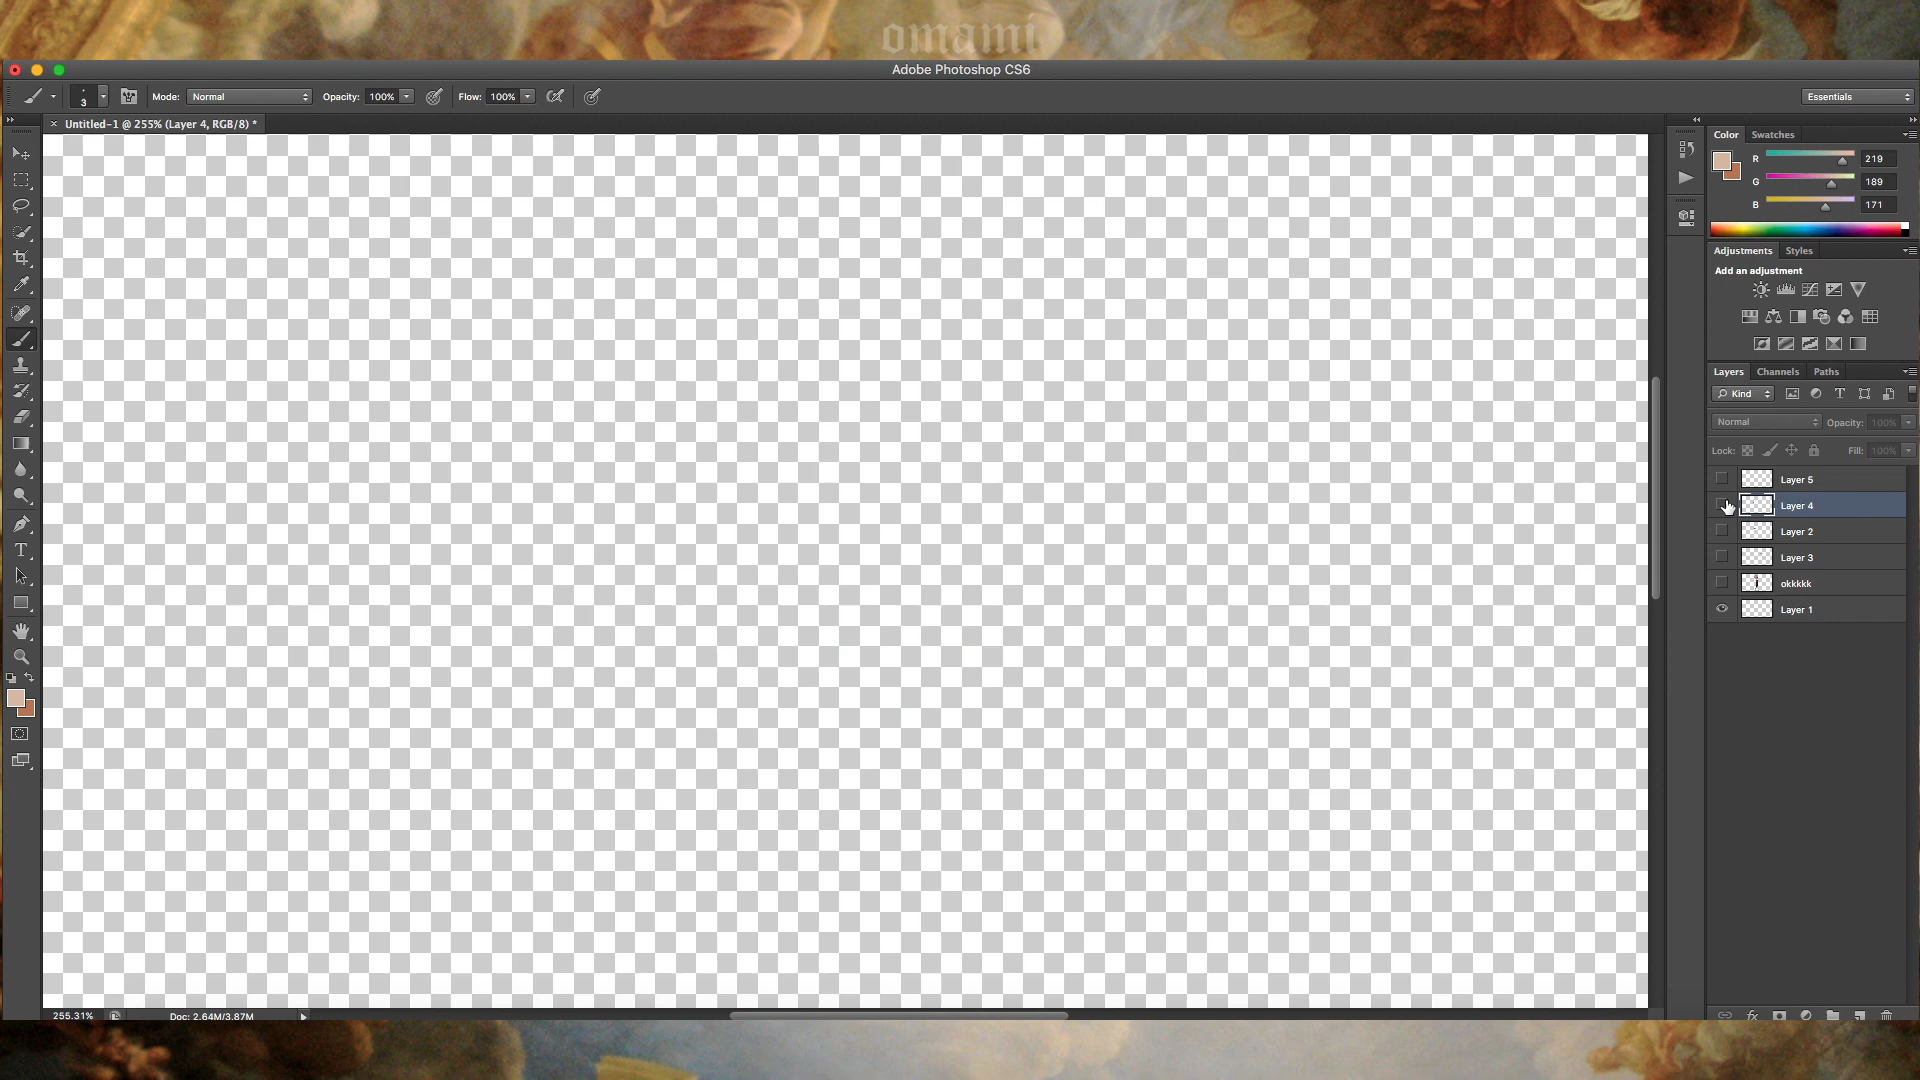 omami
Adobe Photoshop CS6
3
Mode: Normal
Opacity: 100%
Flow: 100%
Essentials
Untitled-1 @ 255% (Layer 4, RGB/8) *
Color Swatches
R 219
G 189
B 171
Adjustments Styles
Add an adjustment
Layers Channels Paths
Kind
Normal Opacity: 100%
Lock: Fill: 100%
Layer 5
Layer 4
Layer 2
Layer 3
okkkkk
Layer 1
255.31% Doc: 2.64M/3.87M